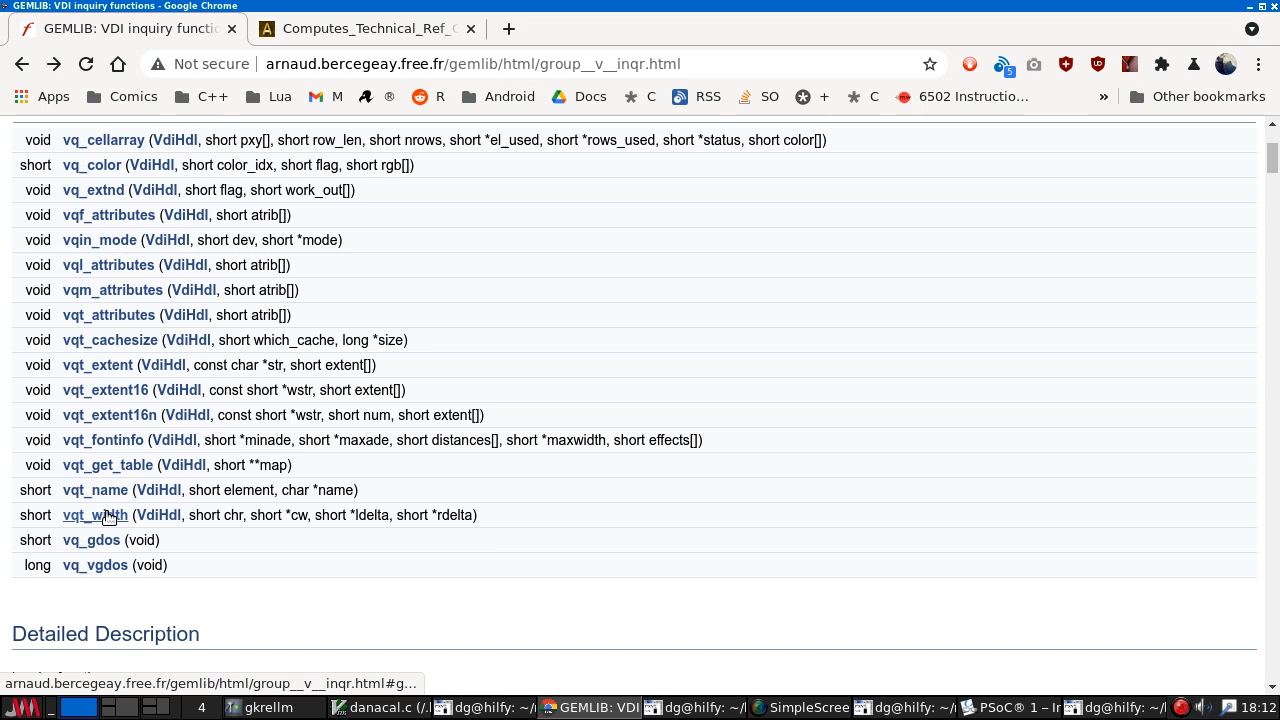 GEMLIB: VDI inquiry functions - Google Chrome
GEMLIB: VDI inquiry functi
Computes_Technical_Ref_
Not secure
arnaud.bercegeay.free.fr/gemlib/html/group__v__inqr.html
5
Apps
Comics
C++
Lua
M
®
R
Android
Docs
C
RSS
SO
+
C
6502 Instructio...
»
Other bookmarks
void vq_cellarray (VdiHdl, short pxy[], short row_len, short nrows, short *el_used, short *rows_used, short *status, short color[])
short vq_color (VdiHdl, short color_idx, short flag, short rgb[])
void vq_extnd (VdiHdl, short flag, short work_out[])
void vqf_attributes (VdiHdl, short atrib[])
void vqin_mode (VdiHdl, short dev, short *mode)
void vql_attributes (VdiHdl, short atrib[])
void vqm_attributes (VdiHdl, short atrib[])
void vqt_attributes (VdiHdl, short atrib[])
void vqt_cachesize (VdiHdl, short which_cache, long *size)
void vqt_extent (VdiHdl, const char *str, short extent[])
void vqt_extent16 (VdiHdl, const short *wstr, short extent[])
void vqt_extent16n (VdiHdl, const short *wstr, short num, short extent[])
void vqt_fontinfo (VdiHdl, short *minade, short *maxade, short distances[], short *maxwidth, short effects[])
void vqt_get_table (VdiHdl, short **map)
short vqt_name (VdiHdl, short element, char *name)
short vqt_width (VdiHdl, short chr, short *cw, short *ldelta, short *rdelta)
short vq_gdos (void)
long vq_vgdos (void)
Detailed Description
arnaud.bercegeay.free.fr/gemlib/html/group__v__inqr.html#g...
4
gkrellm
danacal.c (/.
dg@hilfy: ~/r
GEMLIB: VDI
dg@hilfy: ~/
SimpleScree
dg@hilfy: ~/
PSoC® 1 – Ir
dg@hilfy: ~/
18:12